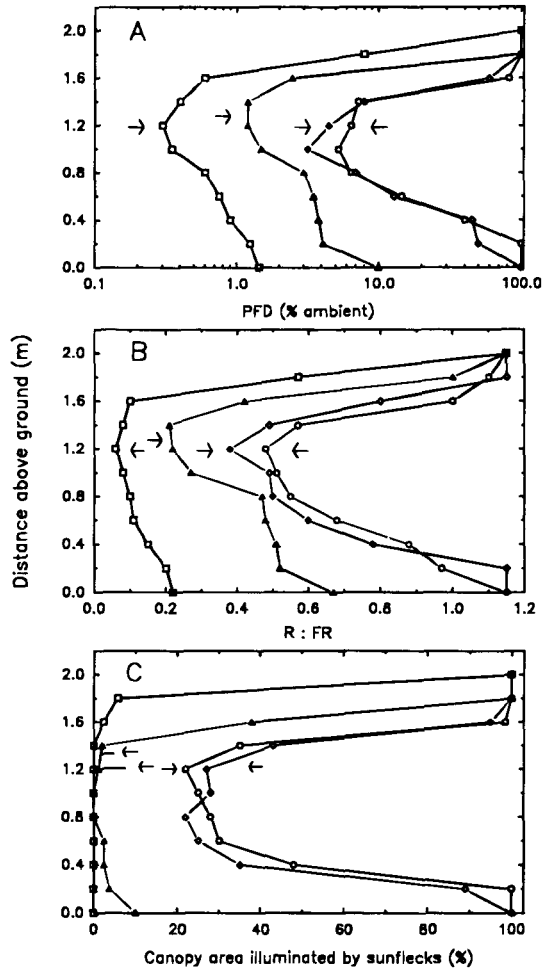 A
2.0
1.6
1.2
0.8
0.4
0.0
0.1 1.0 10.0 100.0
PFD (% ambient)
Distance above ground (m)
B
2.0
1.6
1.2
0.8
0.4
0.0
0.0 0.2 0.4 0.6 0.8 1.0 1.2
R : FR
C
2.0
1.6
1.2
0.8
0.4
0.0
0 20 40 60 80 100
Canopy area illuminated by sunflecks (%)